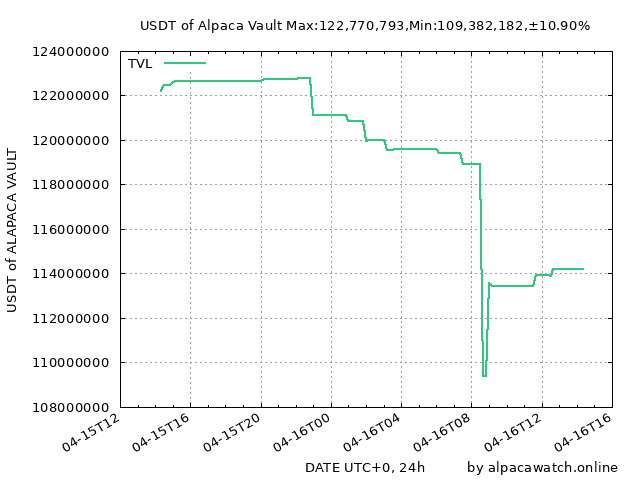 USDT of Alpaca Vault Max:122,770,793,Min:109,382,182,±10.90%
TVL
124000000
122000000
120000000
118000000
116000000
114000000
112000000
110000000
108000000
USDT of ALAPACA VAULT
04-15T12
04-15T16
04-15T20
04-16T00
04-16T04
04-16T08
04-16T12
04-16T16
DATE UTC+0, 24h
by alpacawatch.online